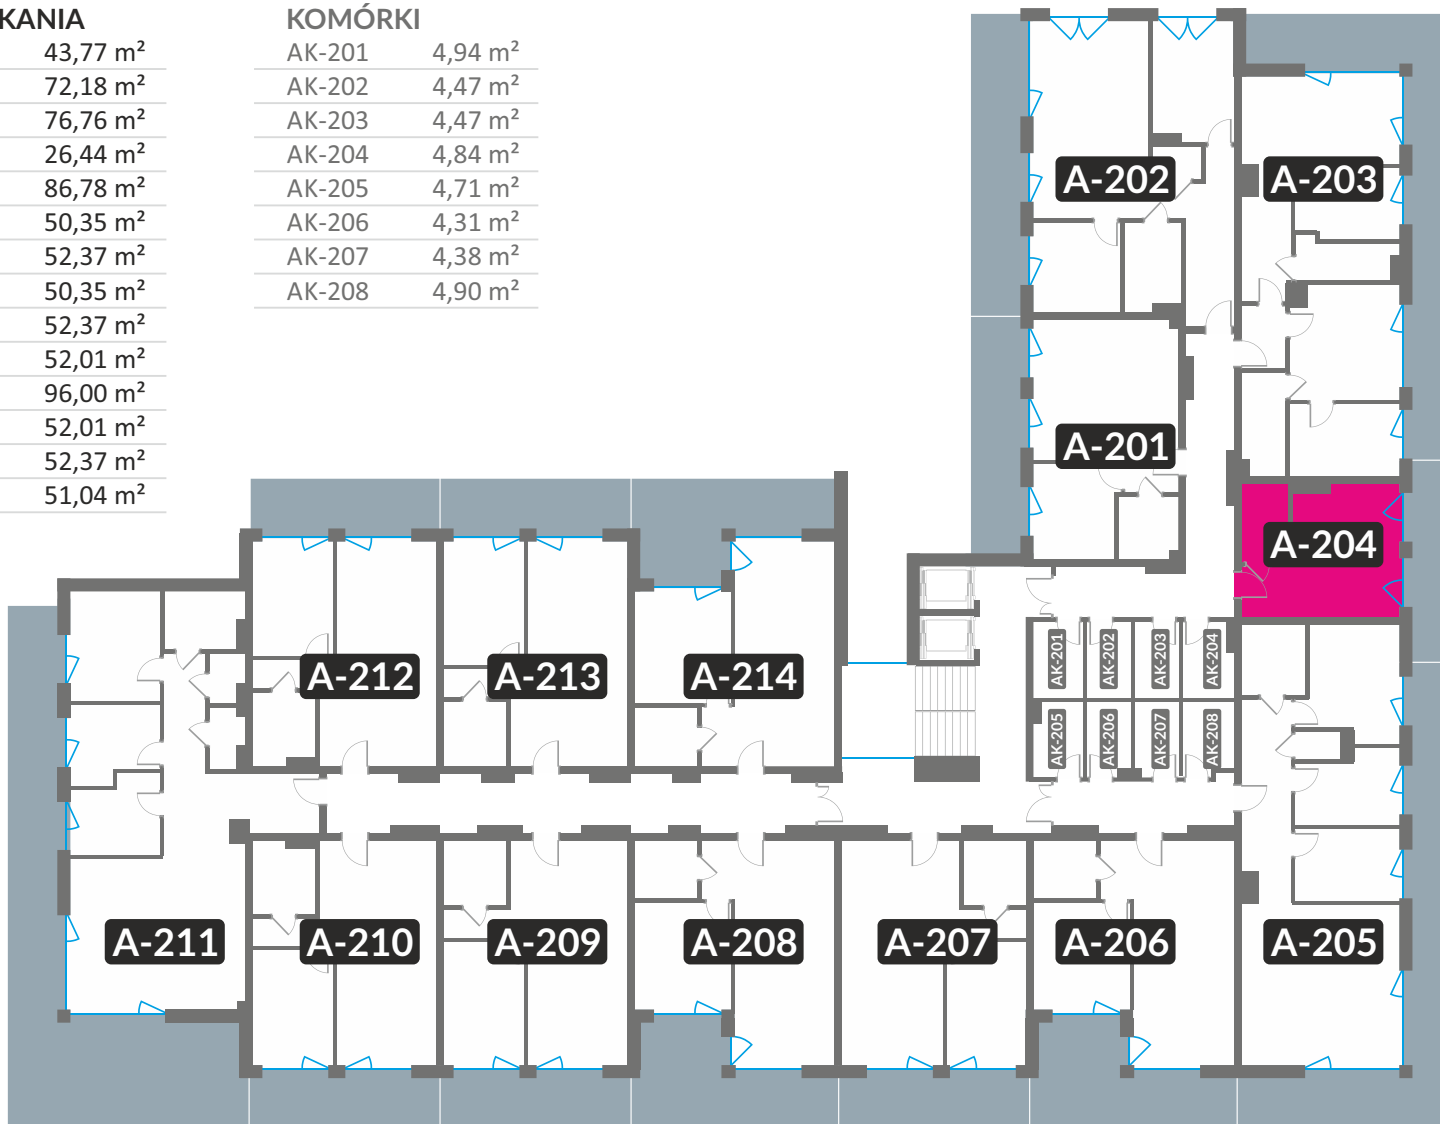 KANIA
43,77 m²
72,18 m²
76,76 m²
26,44 m²
86,78 m²
50,35 m²
52,37 m²
50,35 m²
52,37 m²
52,01 m²
96,00 m²
52,01 m²
52,37 m²
51,04 m²
KOMÓRKI
AK-201 4,94 m²
AK-202 4,47 m²
AK-203 4,47 m²
AK-204 4,84 m²
AK-205 4,71 m²
AK-206 4,31 m²
AK-207 4,38 m²
AK-208 4,90 m²
A-202
A-203
A-201
A-204
AK-201
AK-202
AK-203
AK-204
AK-205
AK-206
AK-207
AK-208
A-212
A-213
A-214
A-211
A-210
A-209
A-208
A-207
A-206
A-205